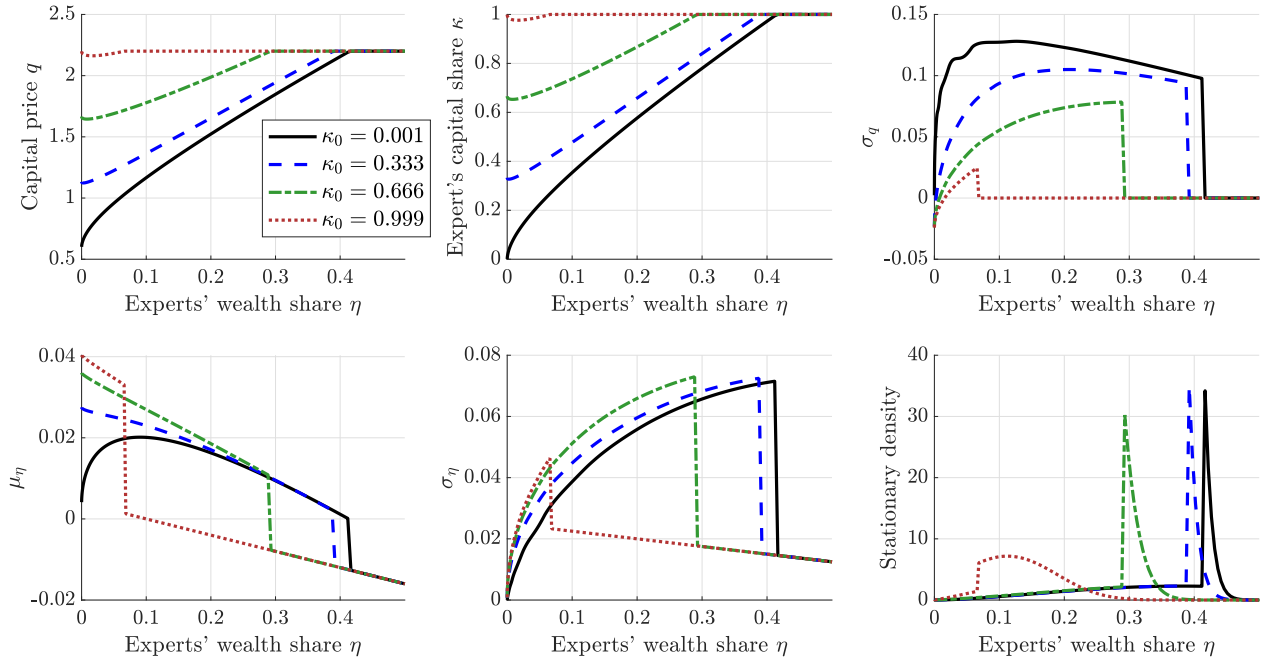 Capital price q
2.5
2
1.5
1
0.5
0 0.1 0.2 0.3 0.4
Experts' wealth share η
κ0 = 0.001
κ0 = 0.333
κ0 = 0.666
κ0 = 0.999
Expert's capital share κ
1
0.8
0.6
0.4
0.2
0
0 0.1 0.2 0.3 0.4
Experts' wealth share η
σq
0.15
0.1
0.05
0
-0.05
0 0.1 0.2 0.3 0.4
Experts' wealth share η
μη
0.04
0.02
0
-0.02
0 0.1 0.2 0.3 0.4
Experts' wealth share η
ση
0.08
0.06
0.04
0.02
0
0 0.1 0.2 0.3 0.4
Experts' wealth share η
Stationary density
40
30
20
10
0
0 0.1 0.2 0.3 0.4
Experts' wealth share η